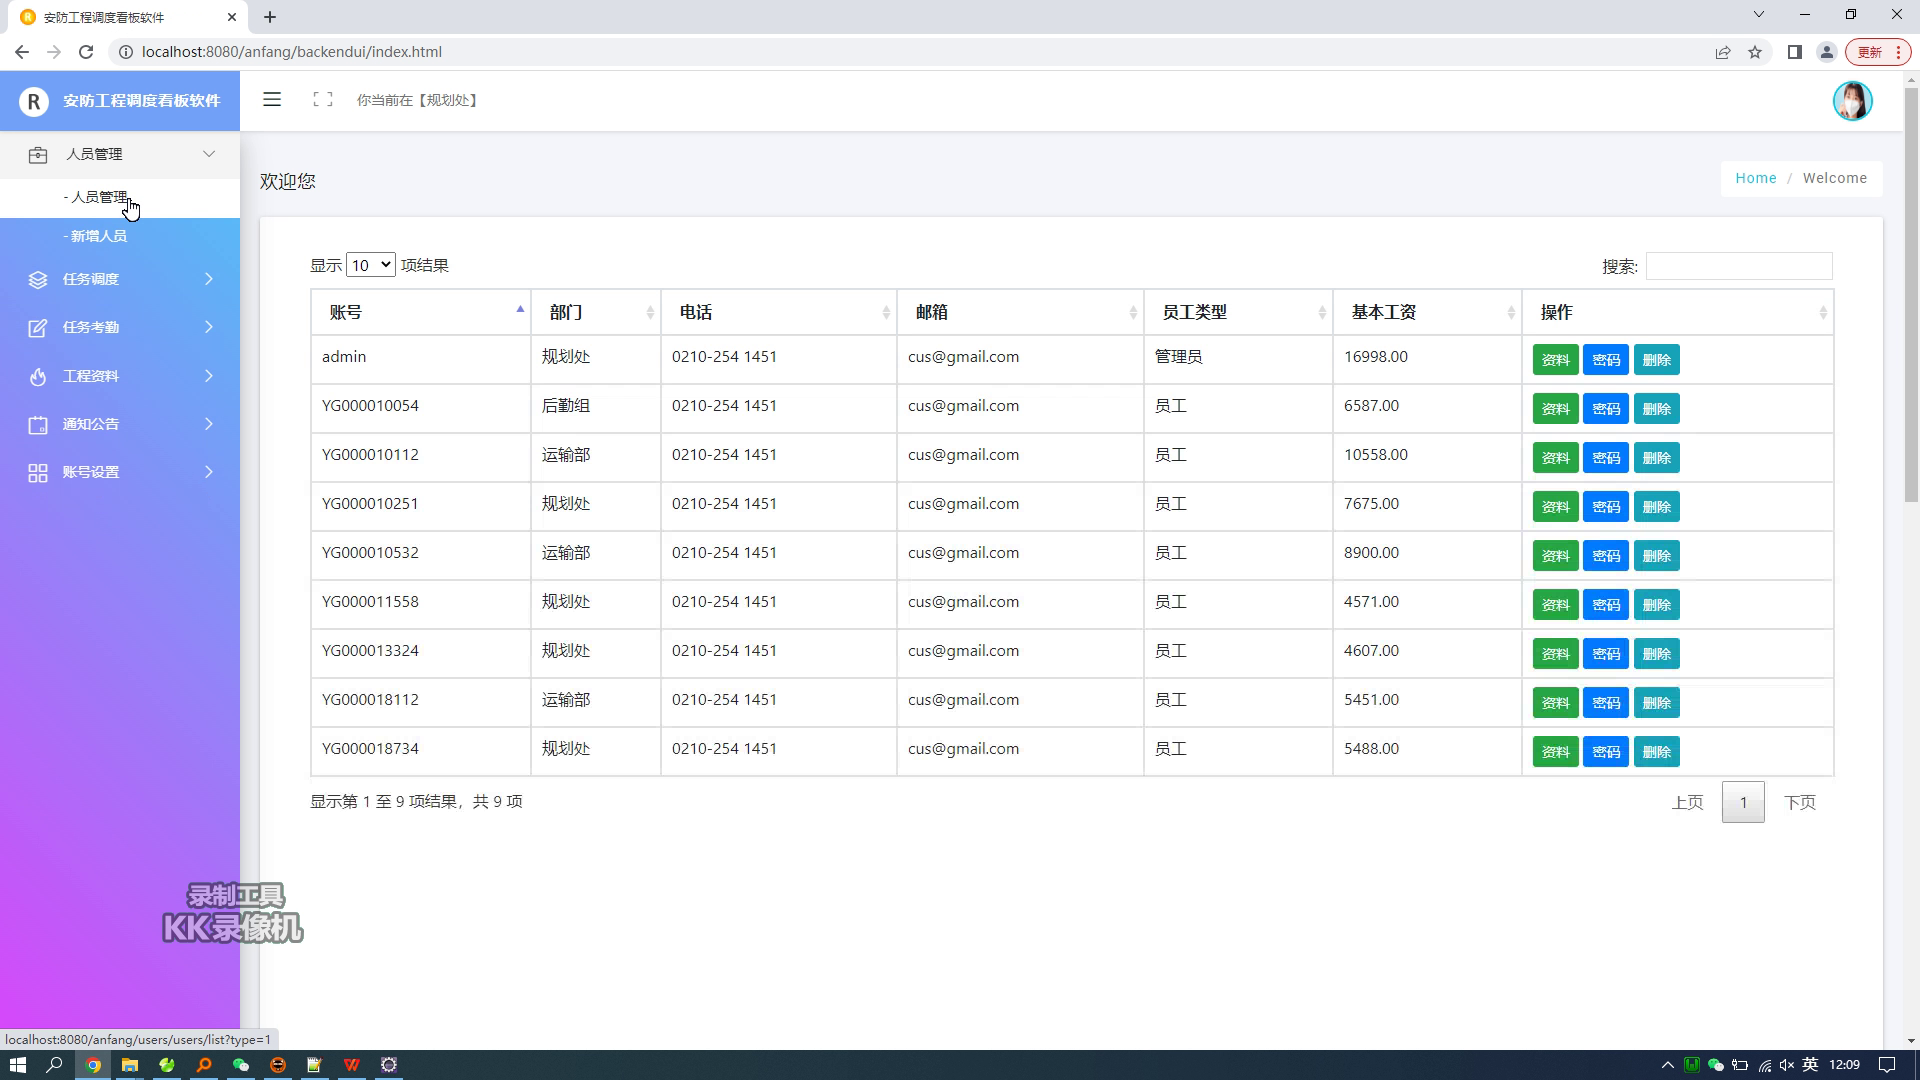 安防工程调度看板软件
localhost:8080/anfang/backendui/index.html
更新
R 安防工程调度看板软件
你当前在【规划处】
人员管理
- 人员管理
- 新增人员
任务调度
任务考勤
工程资料
通知公告
账号设置
欢迎您
Home / Welcome
显示 10 项结果
搜索:
账号 部门 电话 邮箱 员工类型 基本工资 操作
admin 规划处 0210-254 1451 cus@gmail.com 管理员 16998.00 资料 密码 删除
YG000010054 后勤组 0210-254 1451 cus@gmail.com 员工 6587.00 资料 密码 删除
YG000010112 运输部 0210-254 1451 cus@gmail.com 员工 10558.00 资料 密码 删除
YG000010251 规划处 0210-254 1451 cus@gmail.com 员工 7675.00 资料 密码 删除
YG000010532 运输部 0210-254 1451 cus@gmail.com 员工 8900.00 资料 密码 删除
YG000011558 规划处 0210-254 1451 cus@gmail.com 员工 4571.00 资料 密码 删除
YG000013324 规划处 0210-254 1451 cus@gmail.com 员工 4607.00 资料 密码 删除
YG000018112 运输部 0210-254 1451 cus@gmail.com 员工 5451.00 资料 密码 删除
YG000018734 规划处 0210-254 1451 cus@gmail.com 员工 5488.00 资料 密码 删除
显示第 1 至 9 项结果，共 9 项
上页 1 下页
录制工具
KK录像机
localhost:8080/anfang/users/users/list?type=1
英 12:09